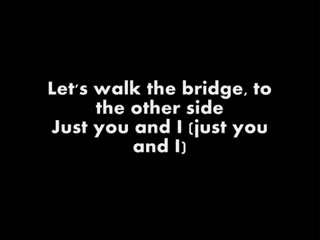 Let's walk the bridge, to
the other side
Just you and I (just you
and I)